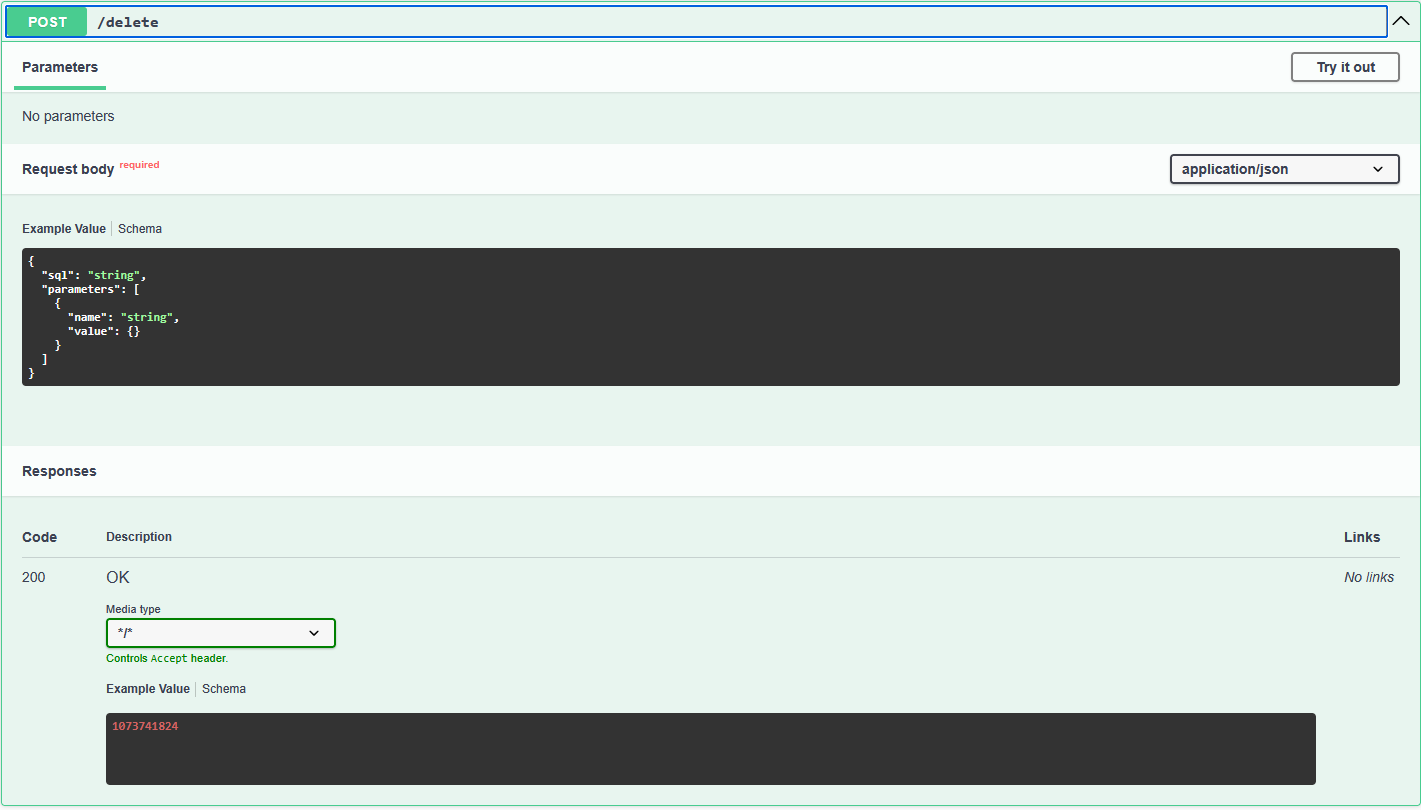 POST /delete
Parameters
Try it out
No parameters
Request body required
application/json
Example Value Schema
{
  "sql": "string",
  "parameters": [
    {
      "name": "string",
      "value": {}
    }
  ]
}
Responses
Code Description Links
200 OK No links
Media type
*/*
Controls Accept header.
Example Value Schema
1073741824